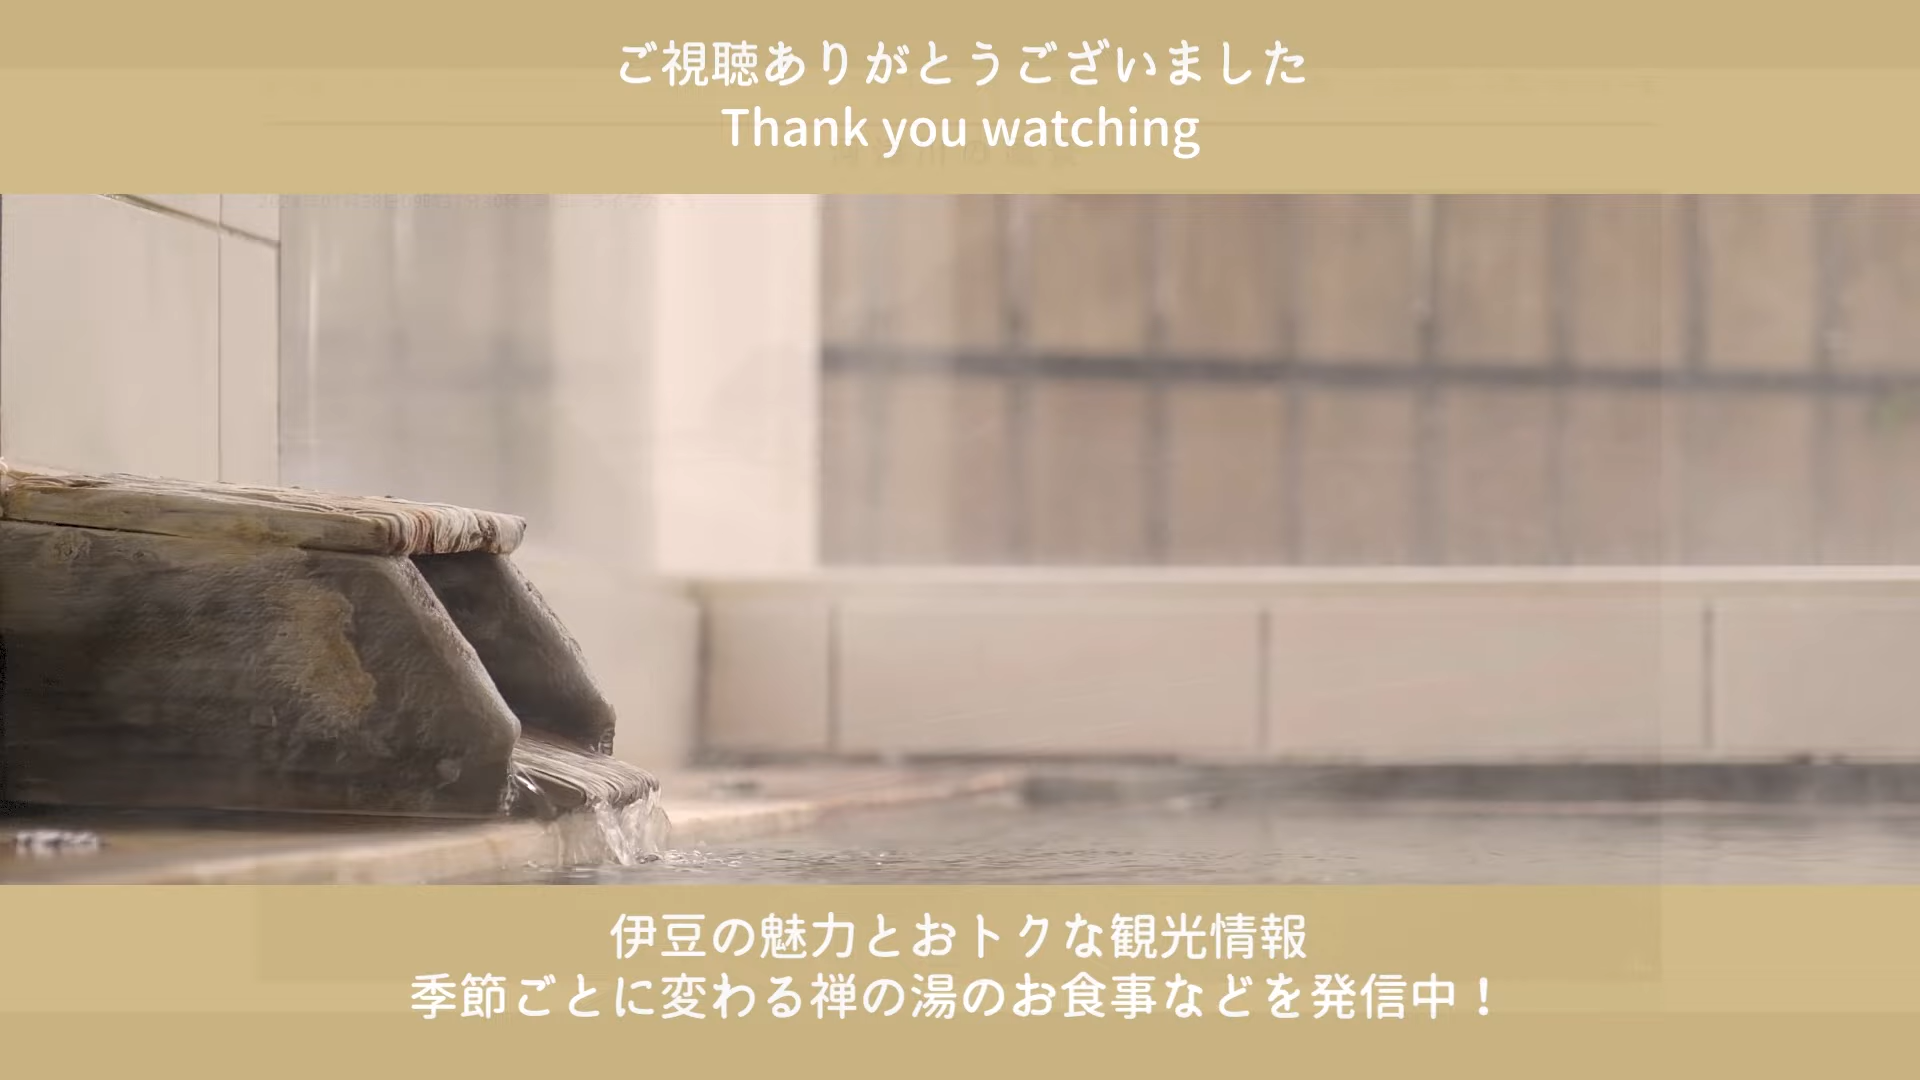 ご視聴ありがとうございました
Thank you watching
伊豆の魅力とおトクな観光情報
季節ごとに変わる禅の湯のお食事などを発信中！